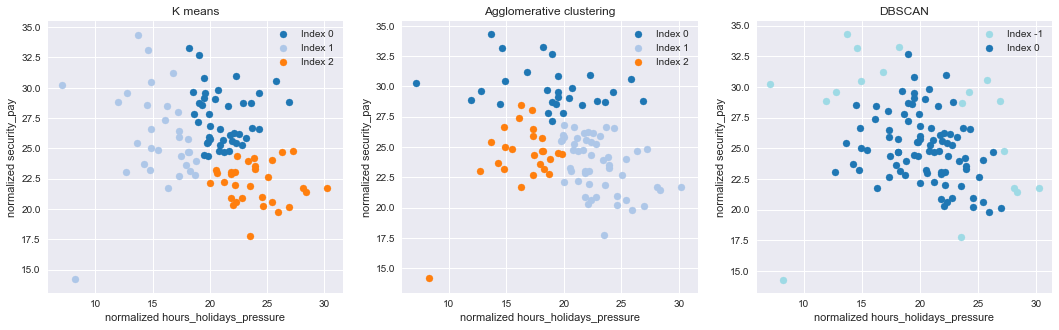 K means
Agglomerative clustering
DBSCAN
35.0
32.5
30.0
27.5
25.0
22.5
20.0
17.5
15.0
normalized security_pay
10
15
20
25
30
normalized hours_holidays_pressure
Index 0
Index 1
Index 2
35.0
32.5
30.0
27.5
25.0
22.5
20.0
17.5
15.0
normalized security_pay
10
15
20
25
30
normalized hours_holidays_pressure
Index 0
Index 1
Index 2
35.0
32.5
30.0
27.5
25.0
22.5
20.0
17.5
15.0
normalized security_pay
10
15
20
25
30
normalized hours_holidays_pressure
Index -1
Index 0